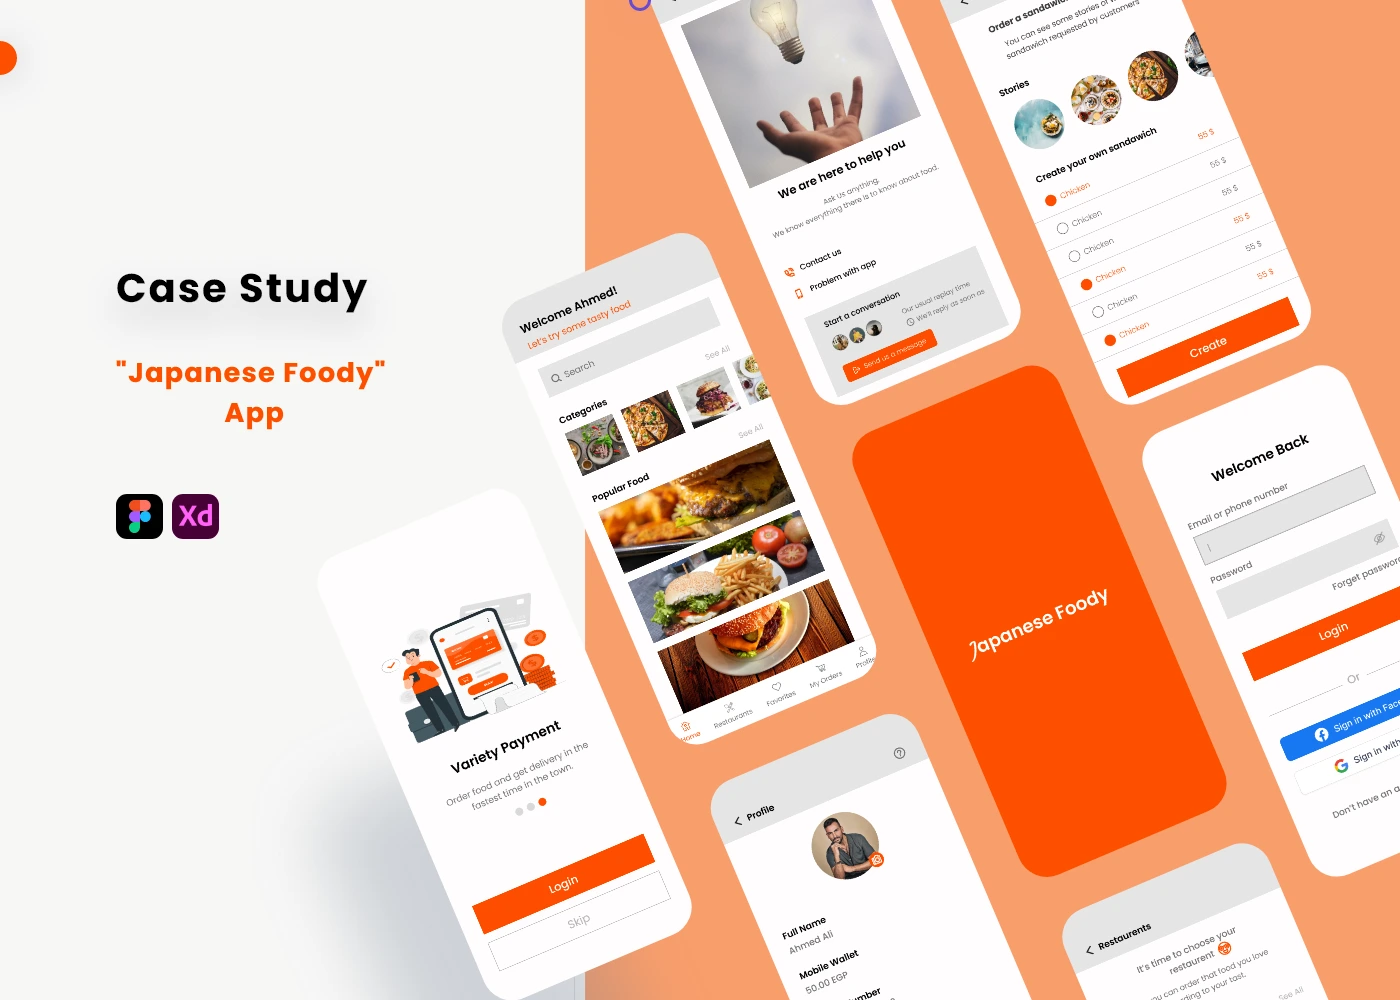 Case Study
"Japanese Foody"
App
Xd
Variety Payment
Order food and get delivery in the
fastest time in the town.
Login
Skip
Welcome Ahmed!
Let's try some tasty food
Search
See All
Categories
See All
Popular Food
Home
Restaurants
Favorites
My Orders
Profile
We are here to help you
Ask Us anything.
We know everything there is to know about food.
Contact us
Problem with app
Start a conversation
Our usual replay time
We'll reply as soon as
Send us a message
Order a sandwich
You can see some stories of
sandwich requested by customers
Stories
Create your own sandwich
Chicken 55 $
Chicken 55 $
Chicken 55 $
Chicken 55 $
Chicken 55 $
Chicken 55 $
Create
Japanese Foody
Welcome Back
Email or phone number
Password
Forget password
Login
Or
Sign in with Face
Sign in with
Don't have an a
Profile
Full Name
Ahmed Ali
Mobile Wallet
50.00 EGP
umber
Restaurents
It's time to choose your
restaurent
ou can order that food you love
ding to your tast.
See All